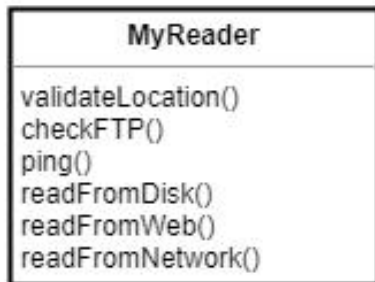 MyReader
validateLocation()
checkFTP()
ping()
readFromDisk()
readFromWeb()
readFromNetwork()